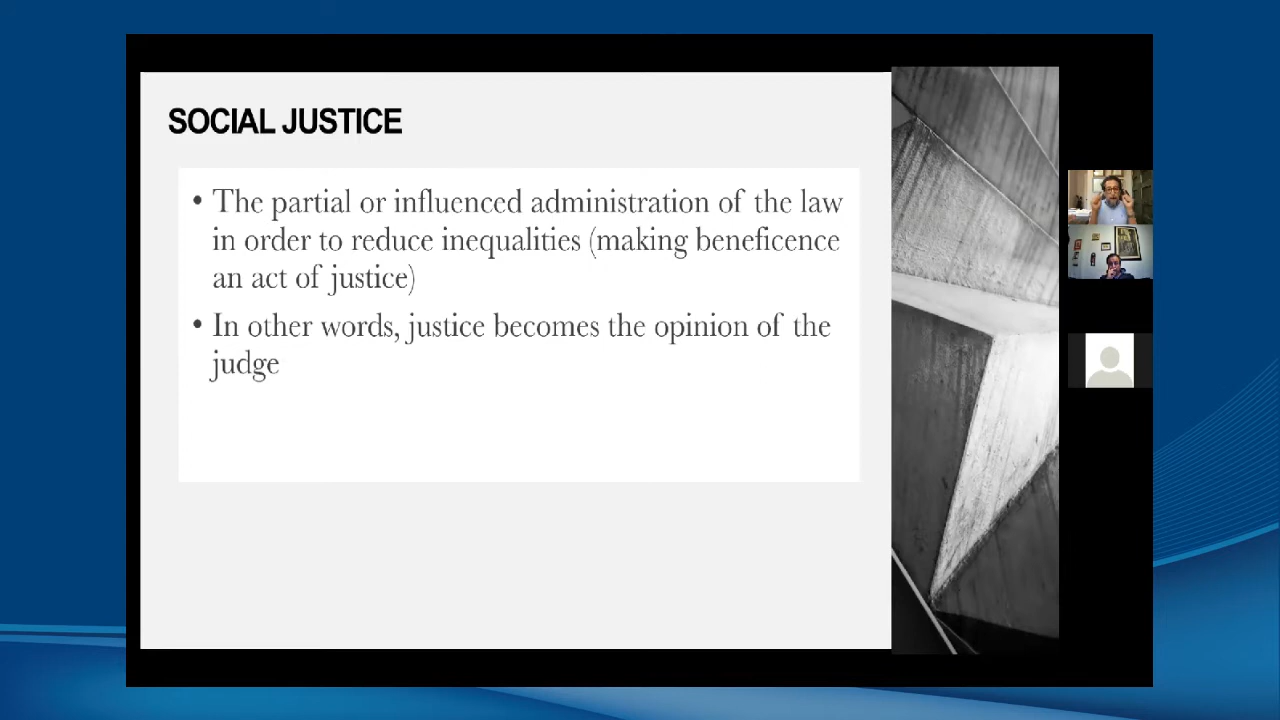 SOCIAL JUSTICE
• The partial or influenced administration of the law
in order to reduce inequalities (making beneficence
an act of justice)
• In other words, justice becomes the opinion of the
judge